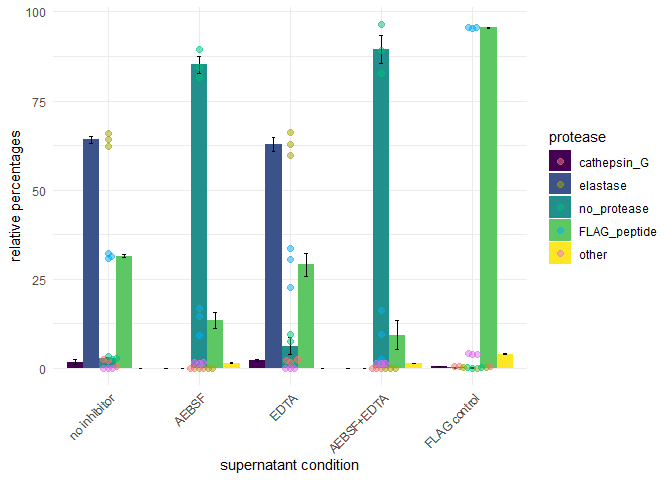 100
75
50
25
0
relative percentages
no inhibitor
AEBSF
EDTA
AEBSF+EDTA
FLAG control
supernatant condition
protease
cathepsin_G
elastase
no_protease
FLAG_peptide
other